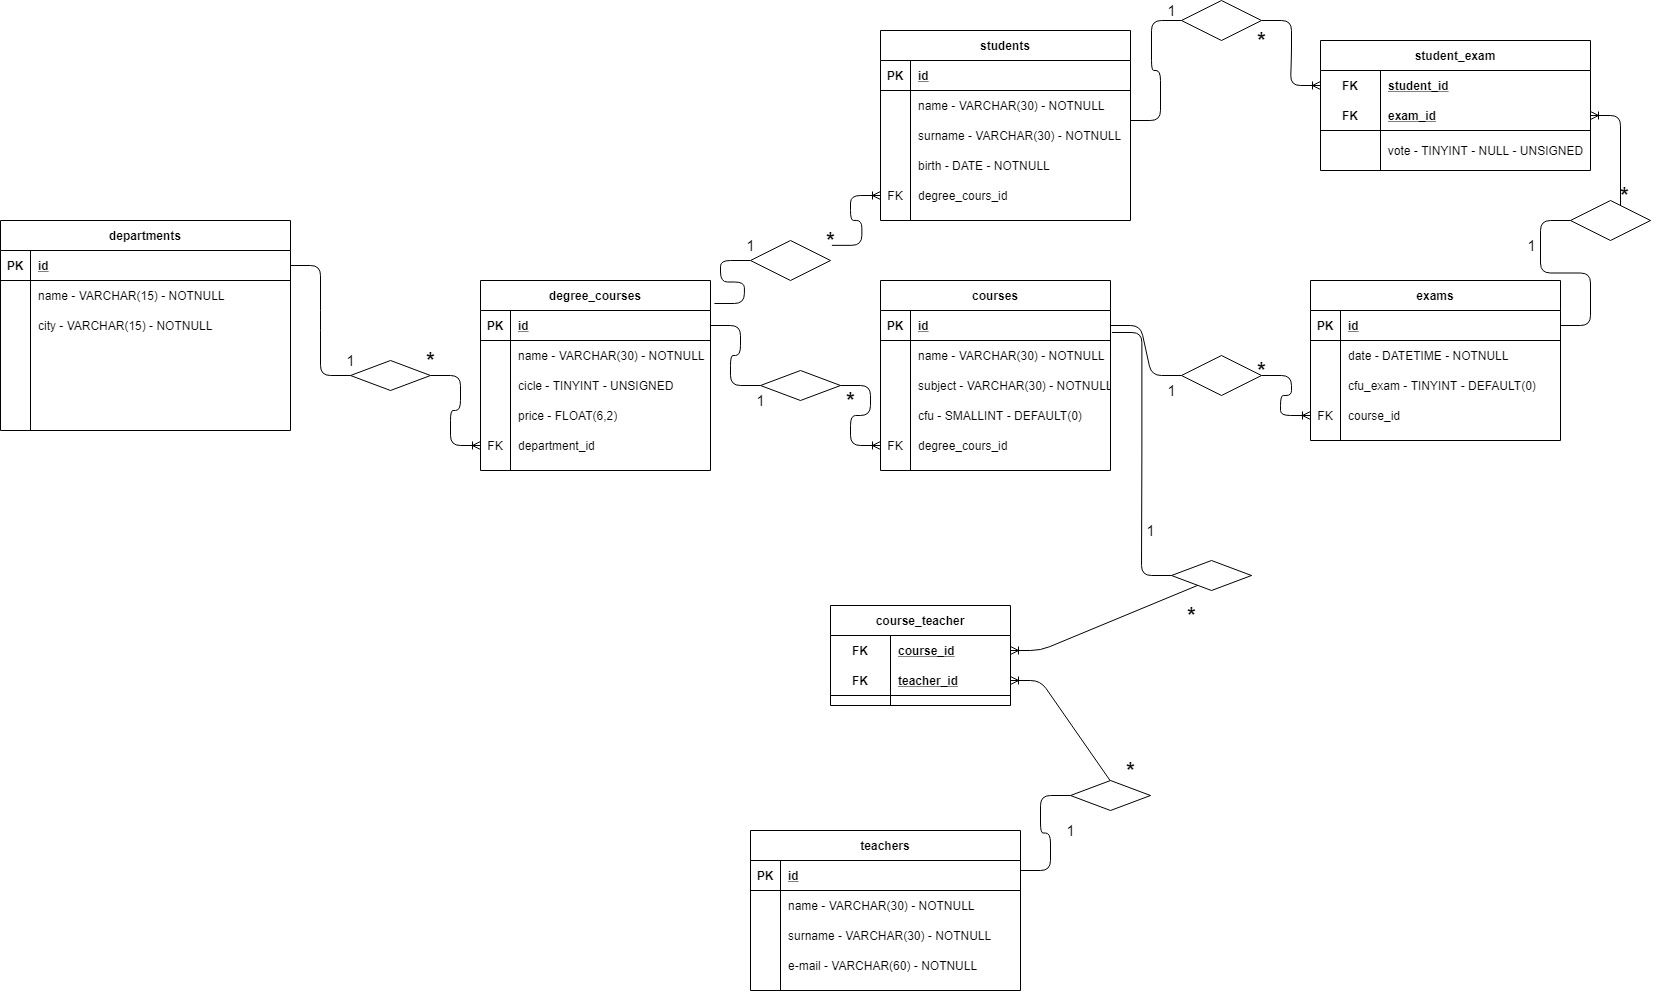 students
PK id
name - VARCHAR(30) - NOTNULL
surname - VARCHAR(30) - NOTNULL
birth - DATE - NOTNULL
FK degree_cours_id
1
*
student_exam
FK student_id
FK exam_id
vote - TINYINT - NULL - UNSIGNED
*
1
departments
PK id
name - VARCHAR(15) - NOTNULL
city - VARCHAR(15) - NOTNULL
1
*
1
*
degree_courses
PK id
name - VARCHAR(30) - NOTNULL
cicle - TINYINT - UNSIGNED
price - FLOAT(6,2)
FK department_id
1
*
courses
PK id
name - VARCHAR(30) - NOTNULL
subject - VARCHAR(30) - NOTNULL
cfu - SMALLINT - DEFAULT(0)
FK degree_cours_id
1
*
exams
PK id
date - DATETIME - NOTNULL
cfu_exam - TINYINT - DEFAULT(0)
FK course_id
1
*
course_teacher
FK course_id
FK teacher_id
*
1
teachers
PK id
name - VARCHAR(30) - NOTNULL
surname - VARCHAR(30) - NOTNULL
e-mail - VARCHAR(60) - NOTNULL